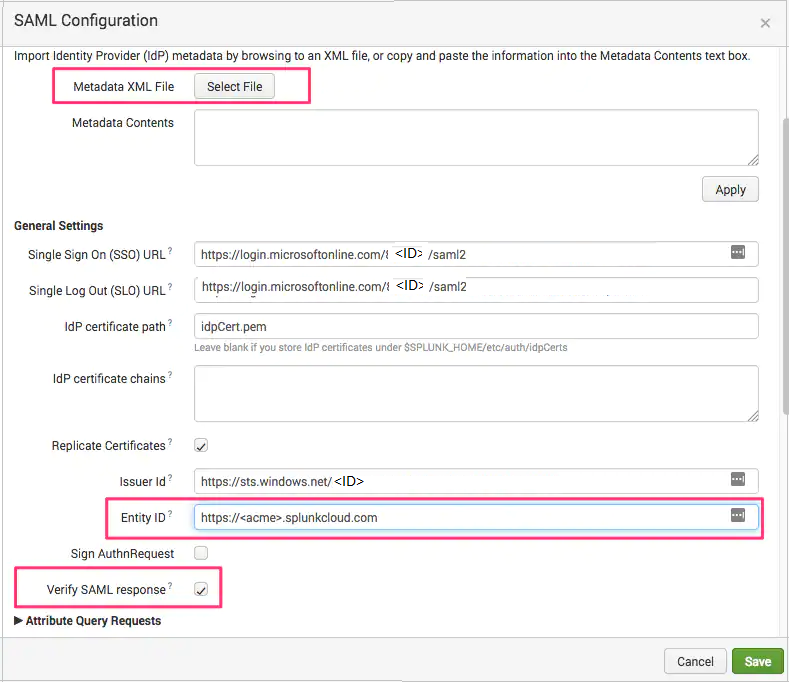 SAML Configuration
Import Identity Provider (IdP) metadata by browsing to an XML file, or copy and paste the information into the Metadata Contents text box.
Metadata XML File Select File
Metadata Contents
Apply
General Settings
Single Sign On (SSO) URL ? https://login.microsoftonline.com/ <ID> /saml2
Single Log Out (SLO) URL ? https://login.microsoftonline.com/ <ID> /saml2
IdP certificate path ? idpCert.pem
Leave blank if you store IdP certificates under $SPLUNK_HOME/etc/auth/idpCerts
IdP certificate chains ?
Replicate Certificates ?
Issuer Id ? https://sts.windows.net/ <ID>
Entity ID ? https://<acme>.splunkcloud.com
Sign AuthnRequest
Verify SAML response ?
Attribute Query Requests
Cancel Save